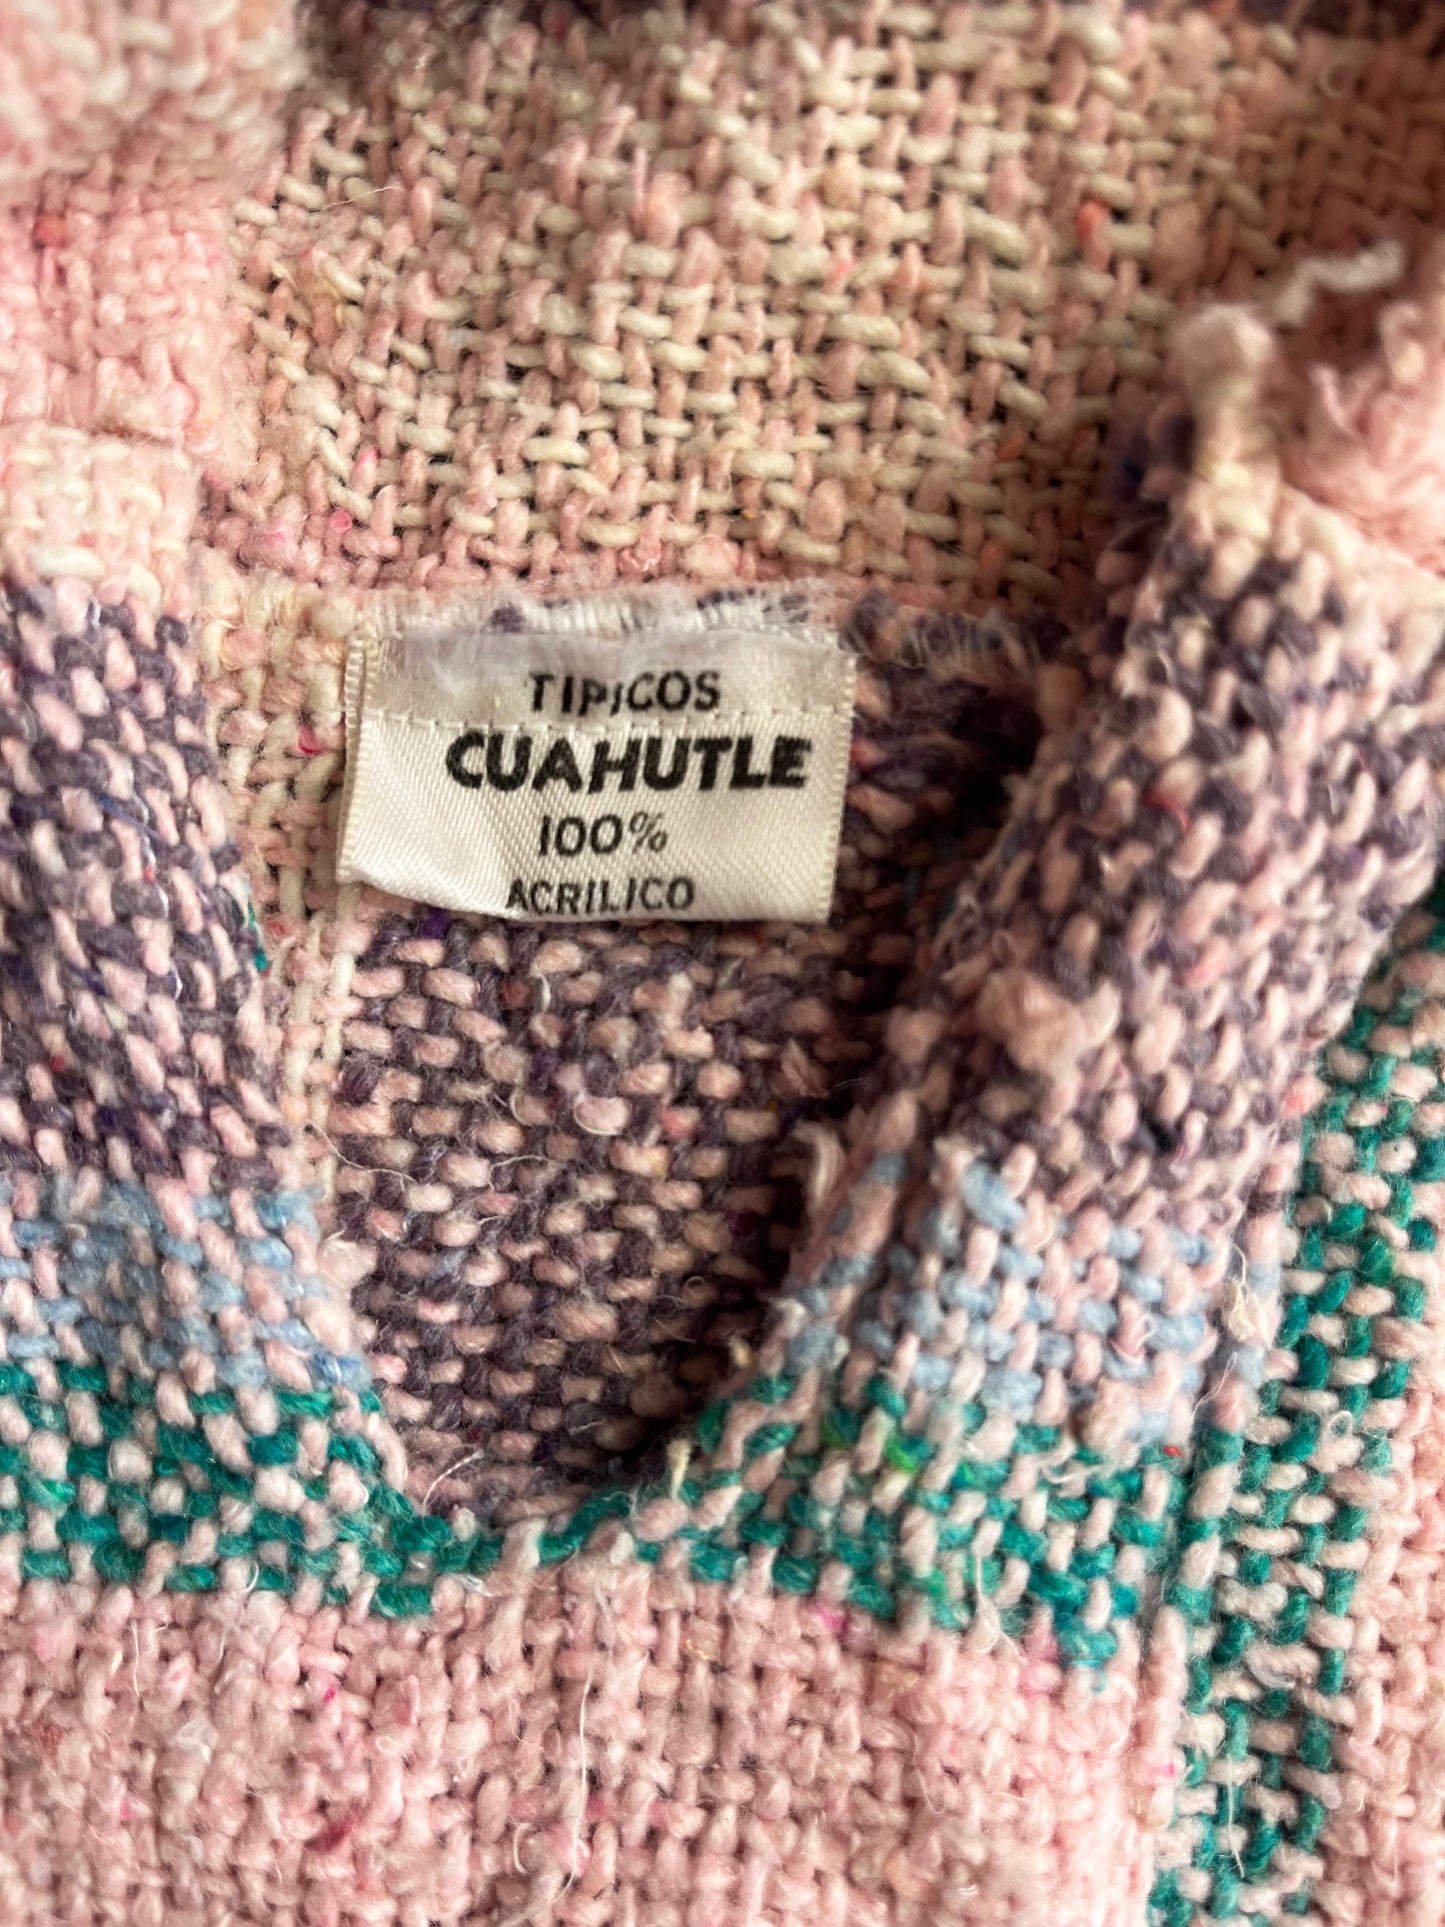 TIPICOS
CUAHUTLE
100%
ACRILICO